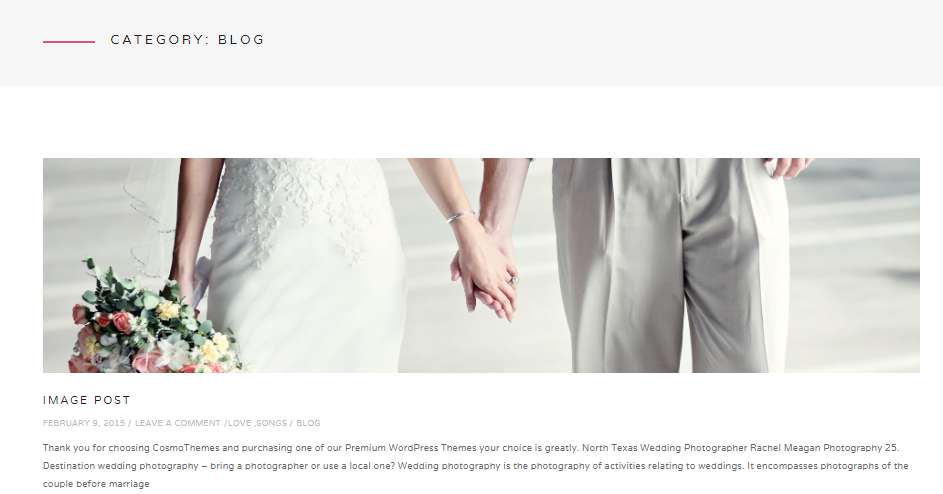 CATEGORY: BLOG
IMAGE POST
FEBRUARY 9, 2015 / LEAVE A COMMENT /LOVE ,SONGS / BLOG
Thank you for choosing CosmoThemes and purchasing one of our Premium WordPress Themes your choice is greatly. North Texas Wedding Photographer Rachel Meagan Photography 25.
Destination wedding photography – bring a photographer or use a local one? Wedding photography is the photography of activities relating to weddings. It encompasses photographs of the
couple before marriage